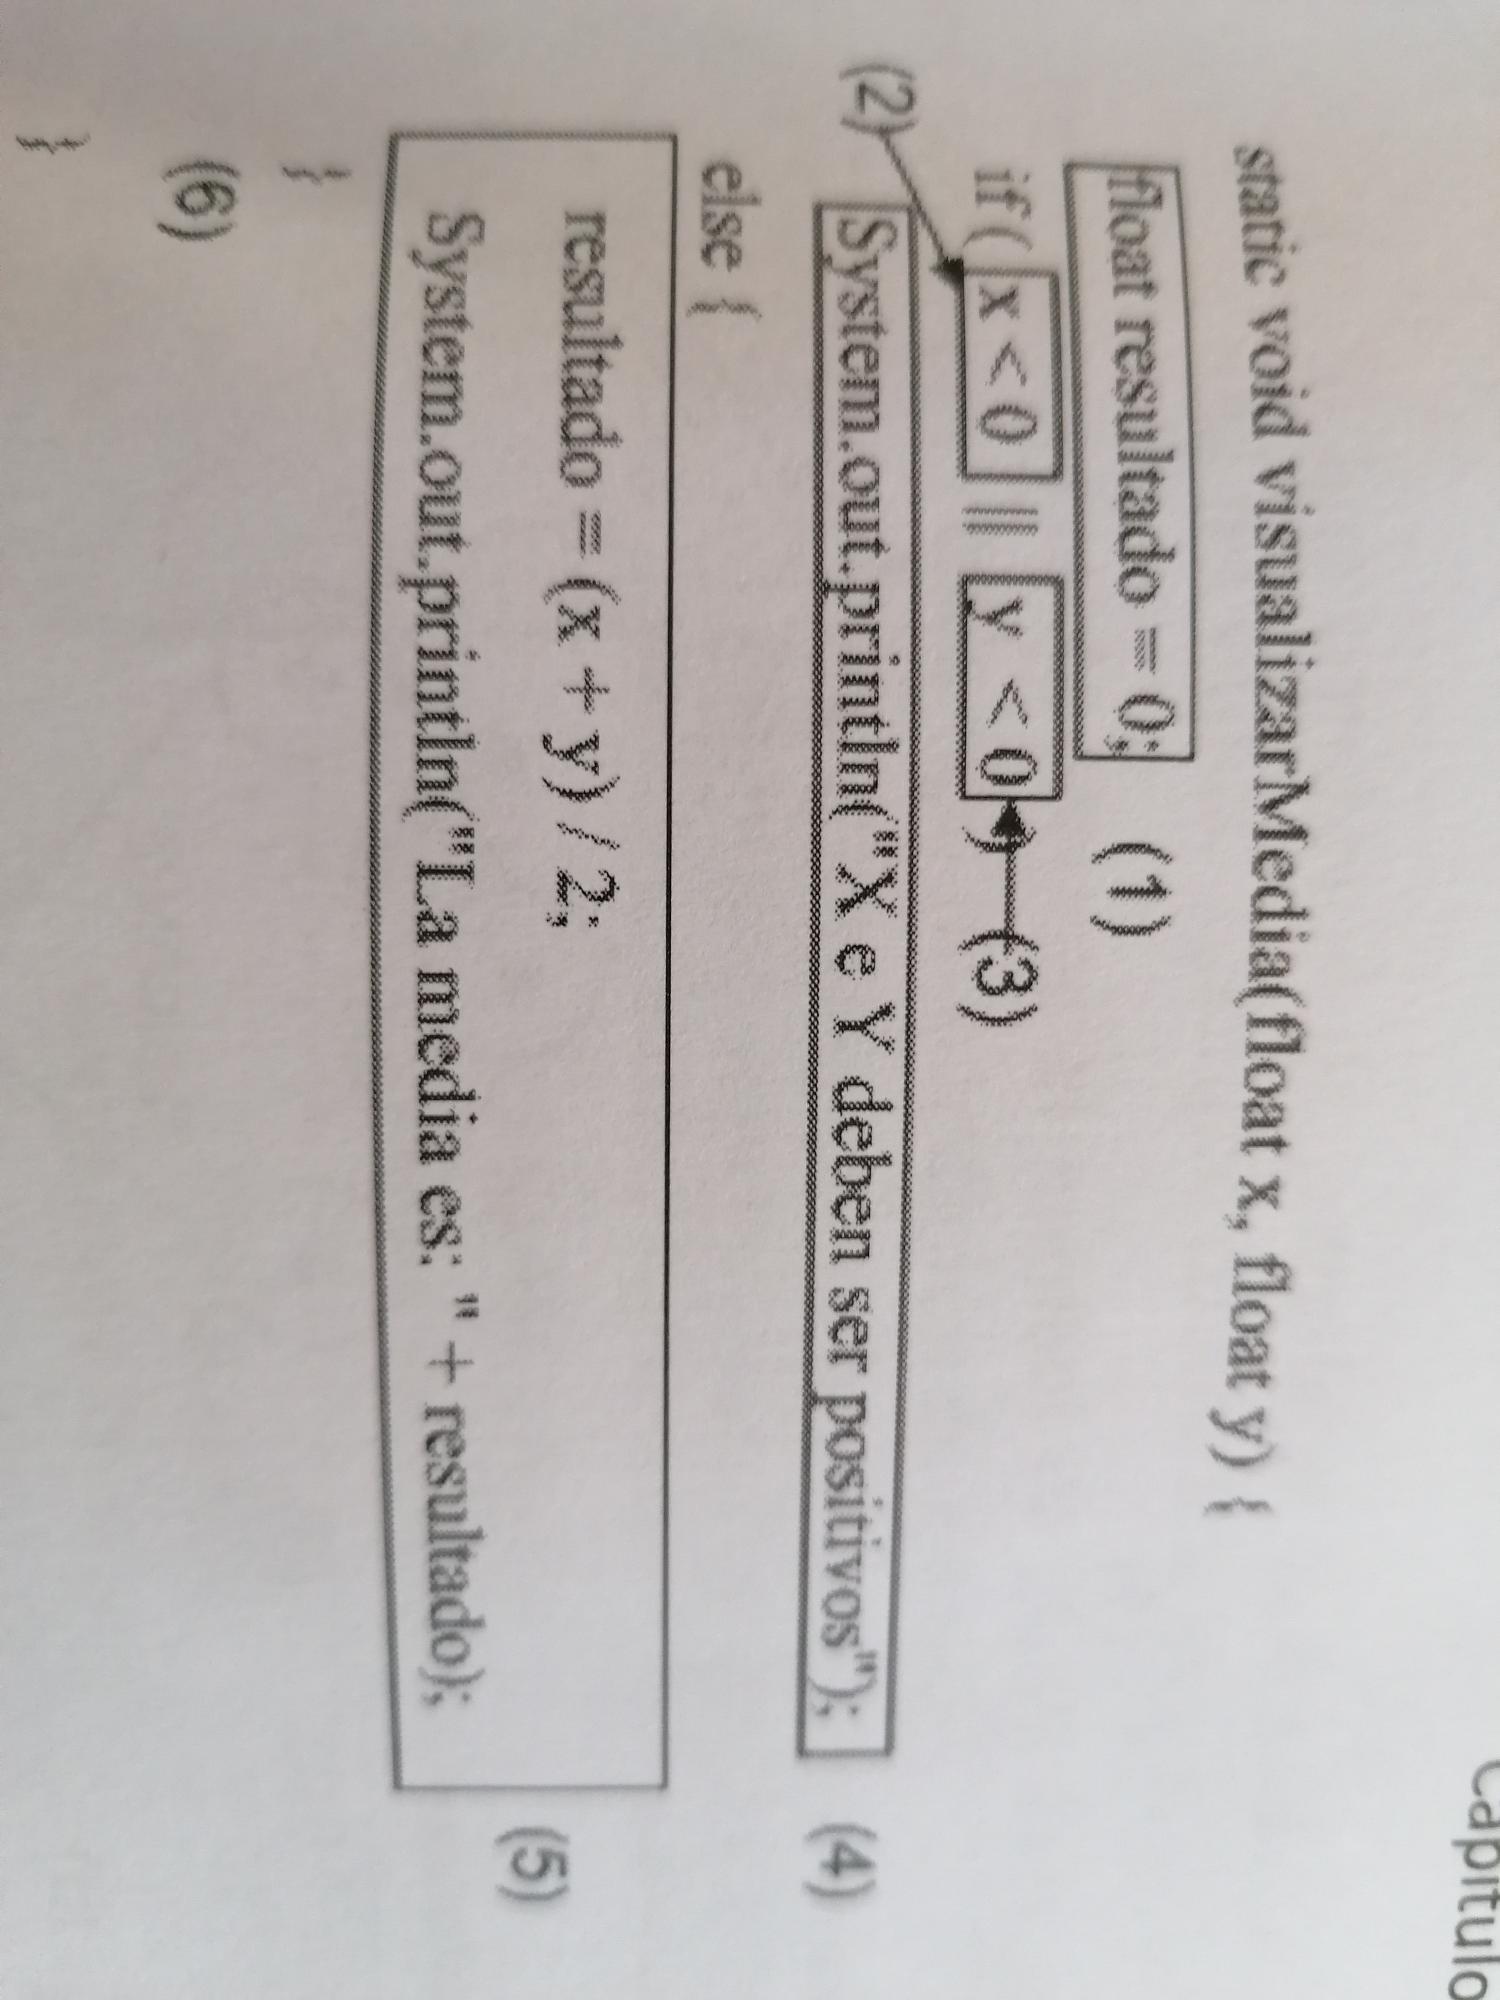 Capítulo
static void visualizarMedia(float x, float y) {
float resultado = 0; (1)
if ( x < 0 || y < 0 ) (3)
(2)
System.out.println("X e Y deben ser positivos"); (4)
else {
resultado = (x + y) / 2;
(5)
System.out.println("La media es: " + resultado);
}
(6)
}